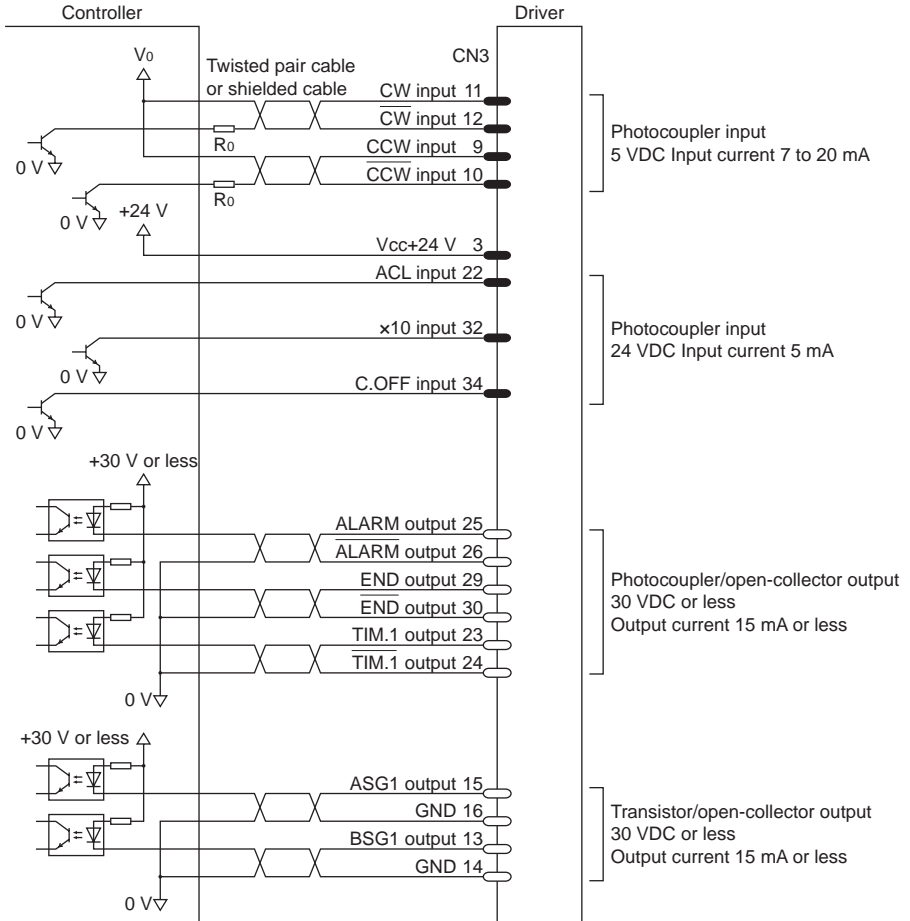 Controller
Driver
CN3
V0
Twisted pair cable
or shielded cable
CW input 11
C̅W̅ input 12
R0
0 V
CCW input 9
C̅C̅W̅ input 10
R0
0 V
+24 V
Vcc+24 V 3
ACL input 22
0 V
×10 input 32
0 V
C.OFF input 34
0 V
Photocoupler input
5 VDC Input current 7 to 20 mA
Photocoupler input
24 VDC Input current 5 mA
+30 V or less
ALARM output 25
A̅L̅A̅R̅M̅ output 26
END output 29
E̅N̅D̅ output 30
TIM.1 output 23
T̅I̅M̅.̅1̅ output 24
0 V
Photocoupler/open-collector output
30 VDC or less
Output current 15 mA or less
+30 V or less
ASG1 output 15
GND 16
BSG1 output 13
GND 14
0 V
Transistor/open-collector output
30 VDC or less
Output current 15 mA or less